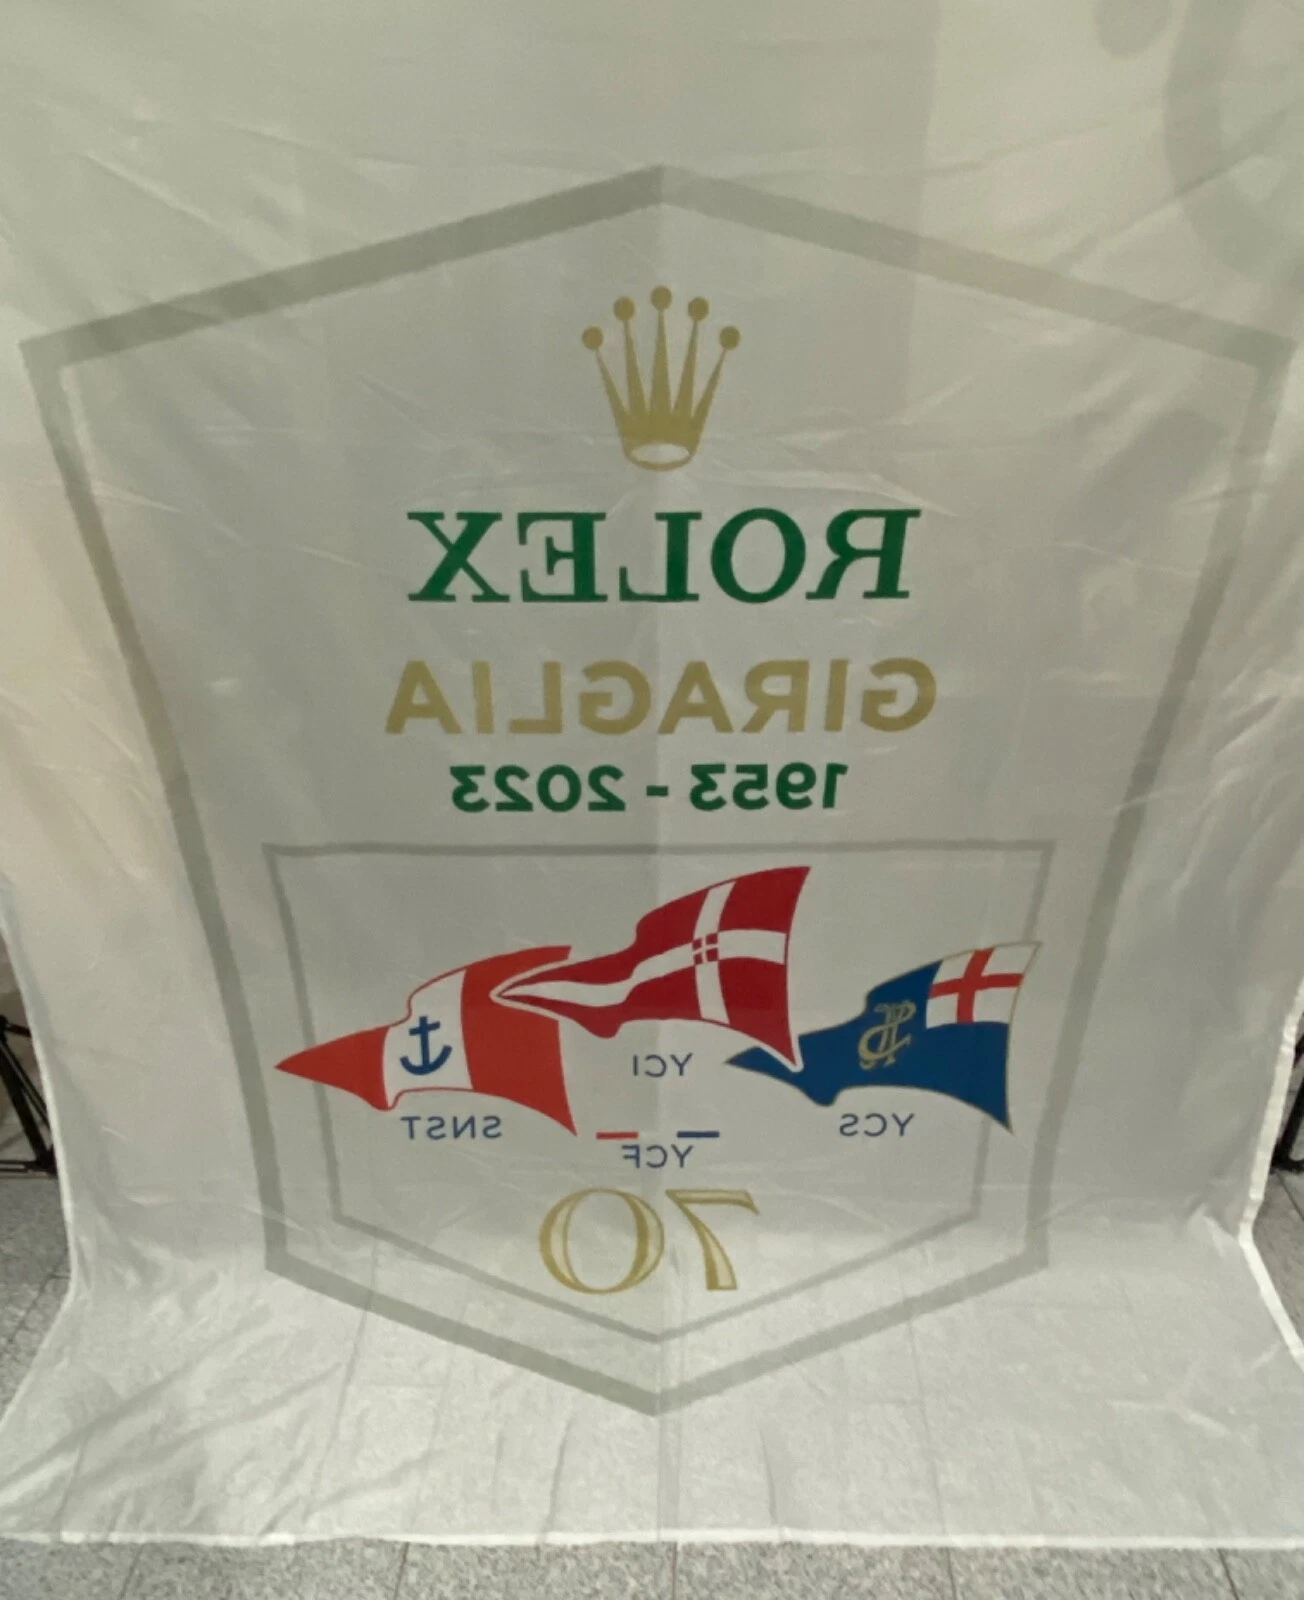 ROLEX
GIRAGLIA
1953 - 2023
YCI
YCS
SNST
YCF
70